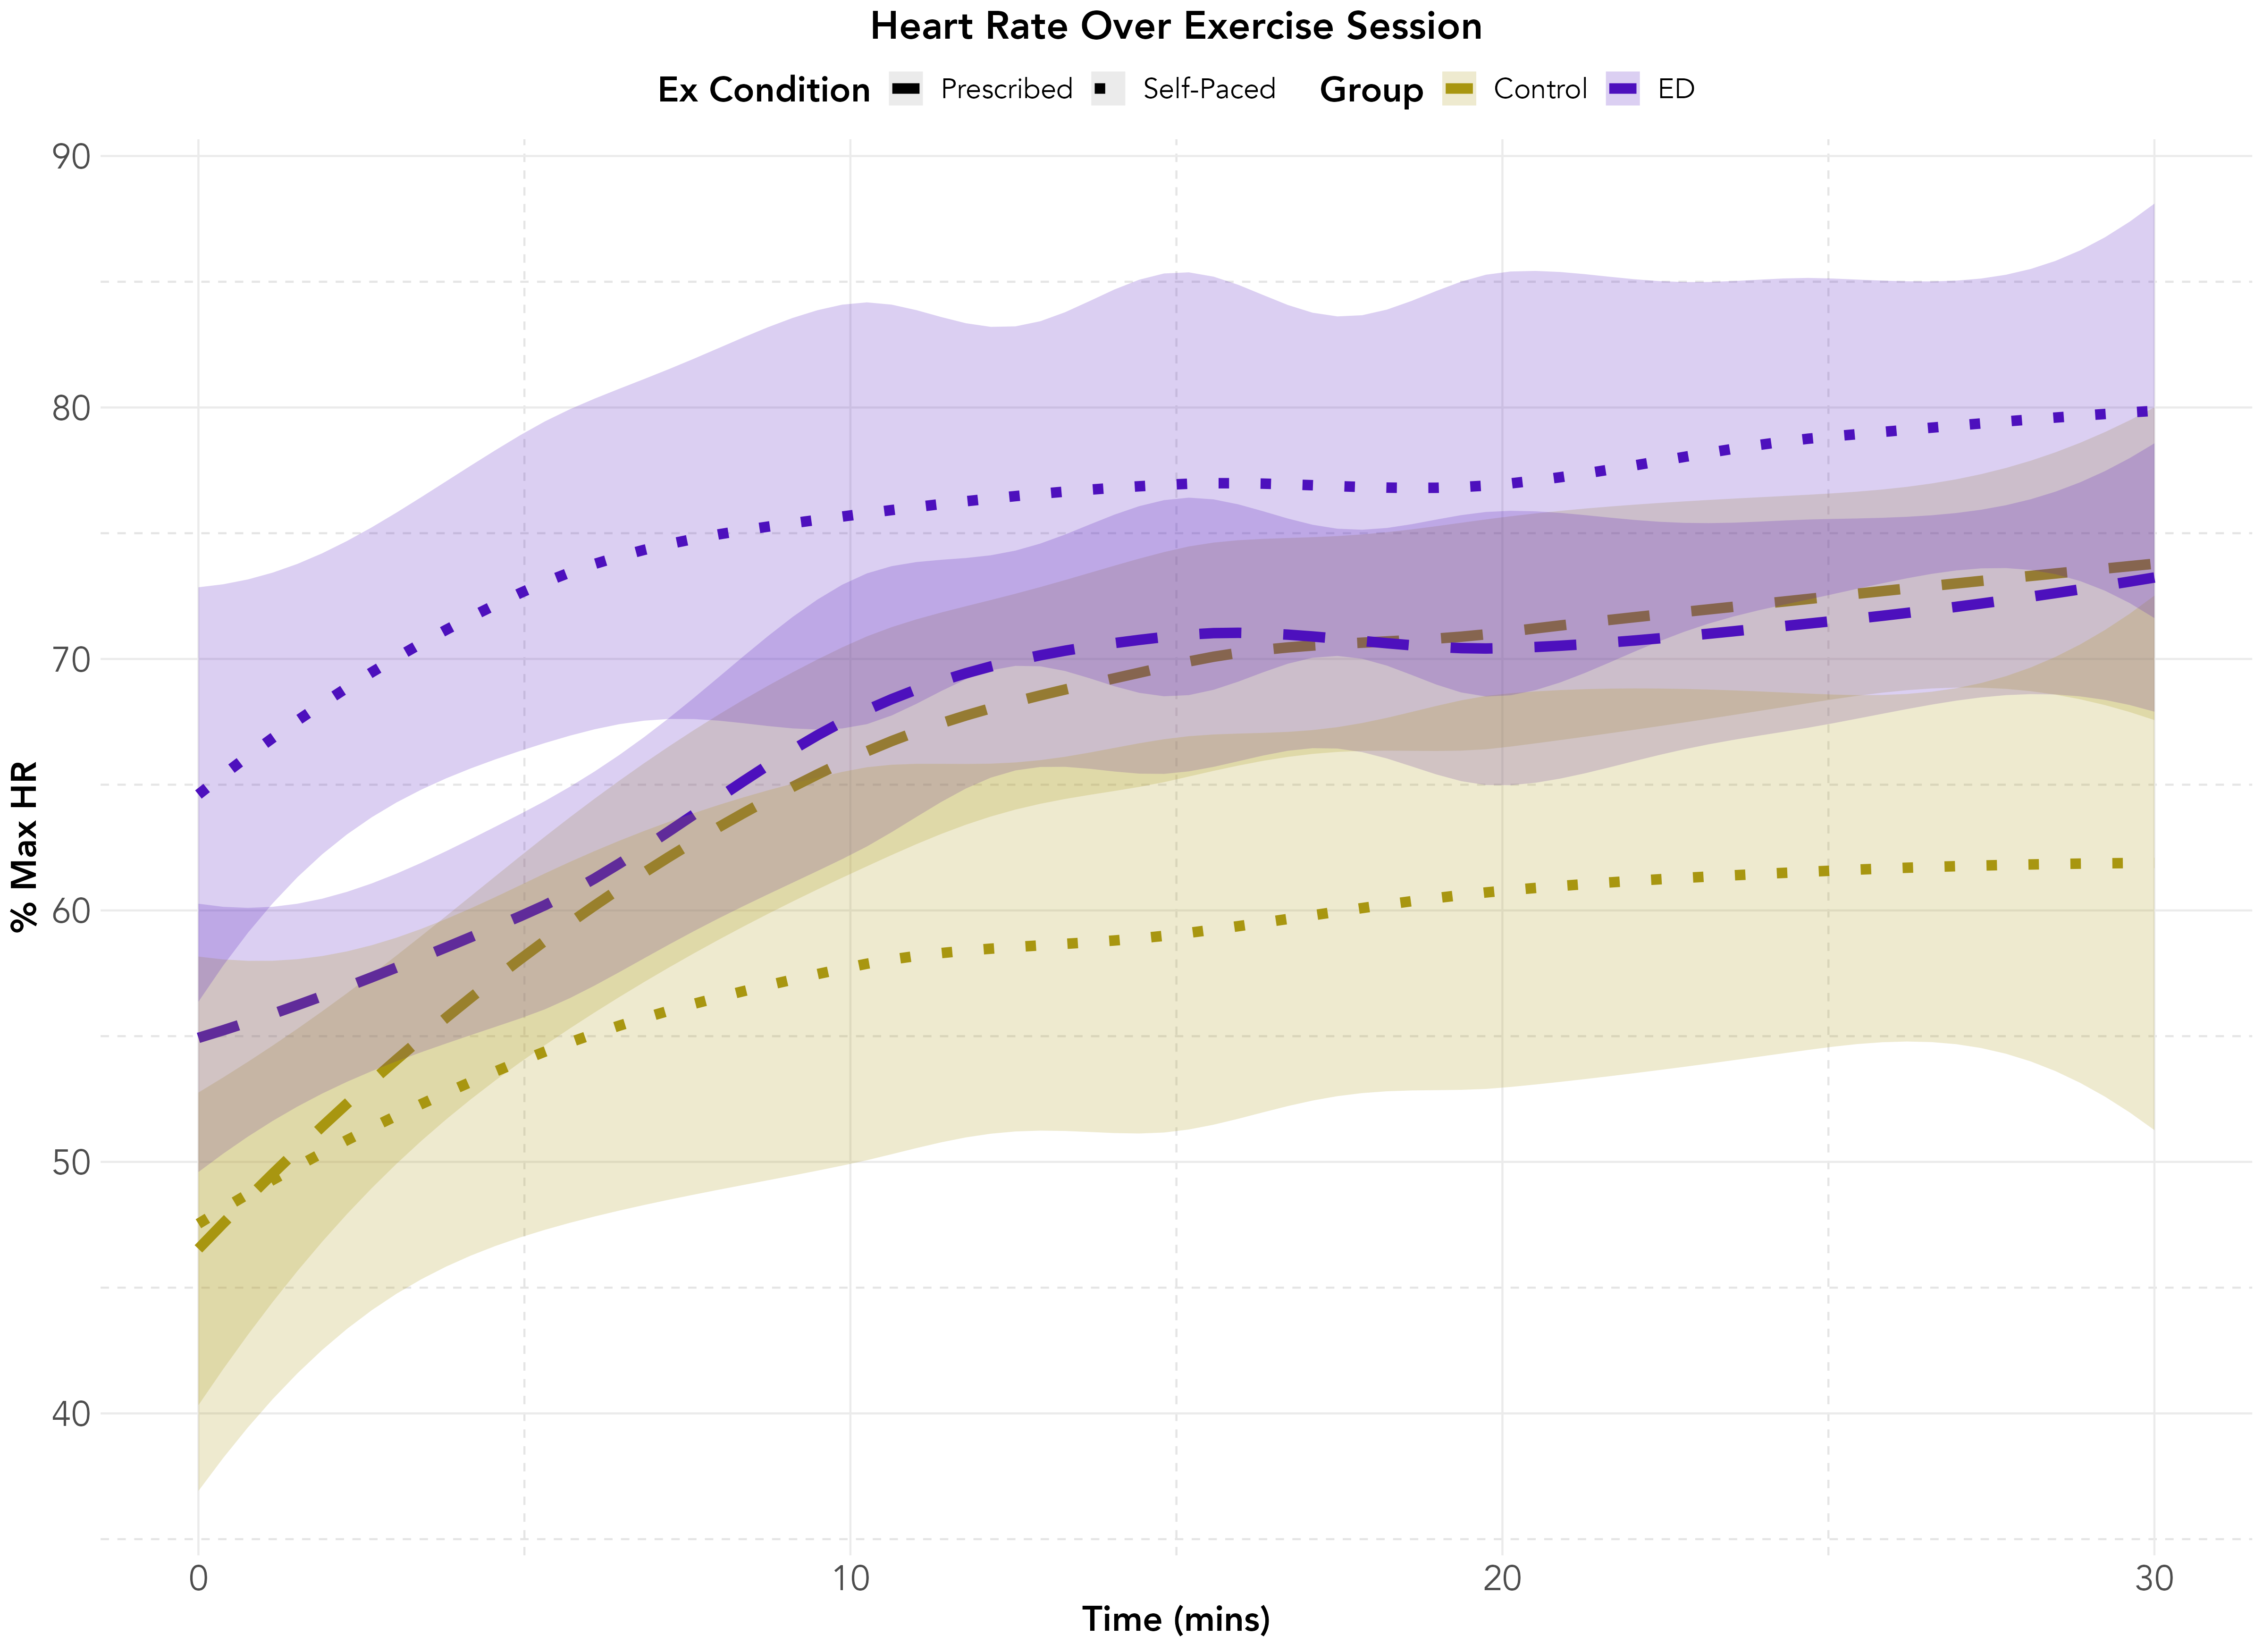 Heart Rate Over Exercise Session
Ex Condition Prescribed Self-Paced Group Control ED
90
80
70
60
50
40
% Max HR
0 10 20 30
Time (mins)